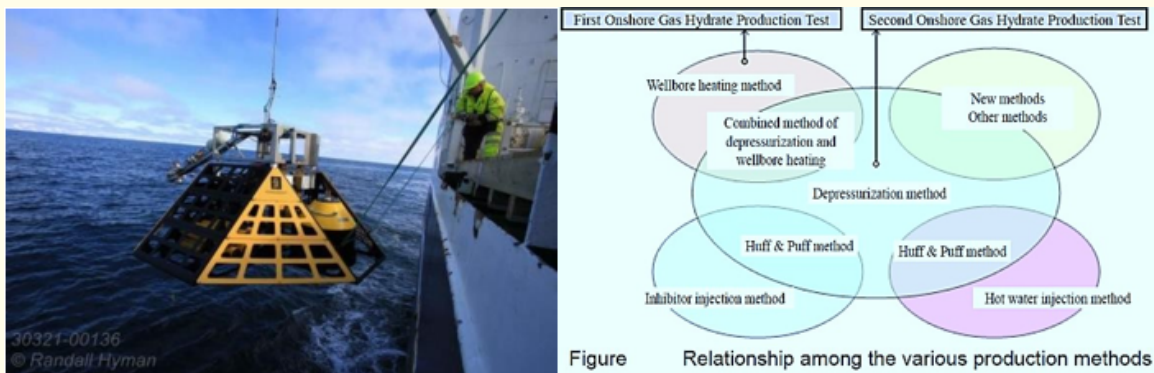 30321-00136
© Randall Hyman
First Onshore Gas Hydrate Production Test
Second Onshore Gas Hydrate Production Test
Wellbore heating method
New methods
Other methods
Combined method of
depressurization and
wellbore heating
Depressurization method
Huff & Puff method
Huff & Puff method
Inhibitor injection method
Hot water injection method
Figure Relationship among the various production methods